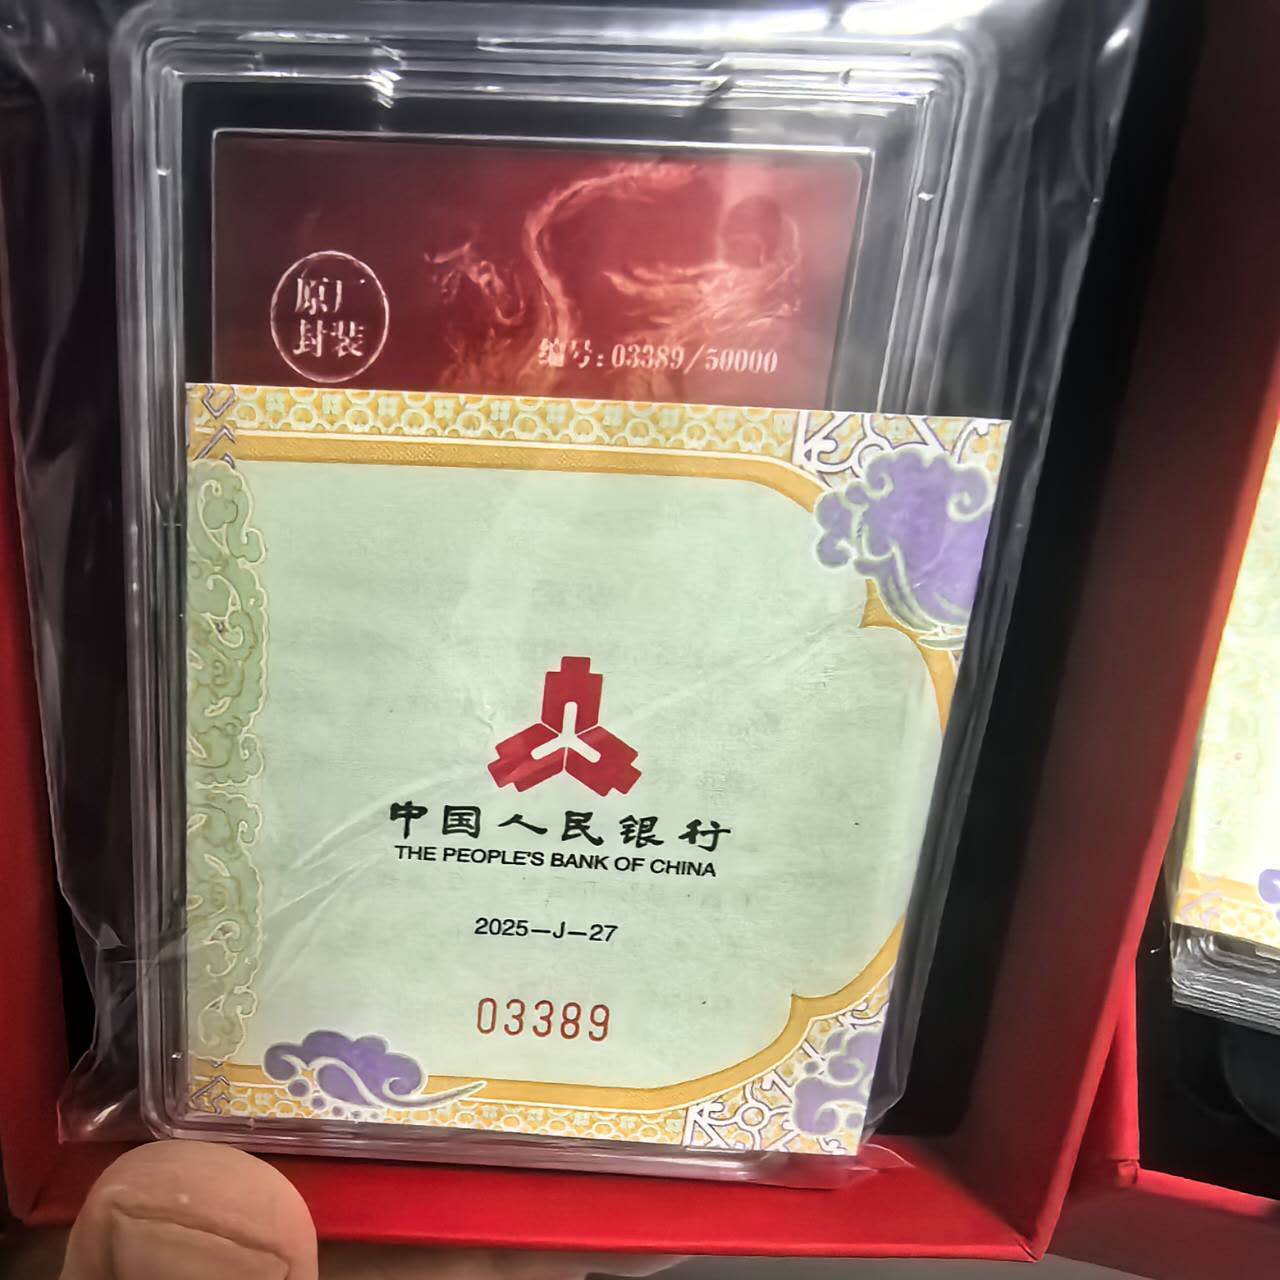 原厂
封装
编号:03389/50000
中国人民银行
THE PEOPLE'S BANK OF CHINA
2025—J—27
03389